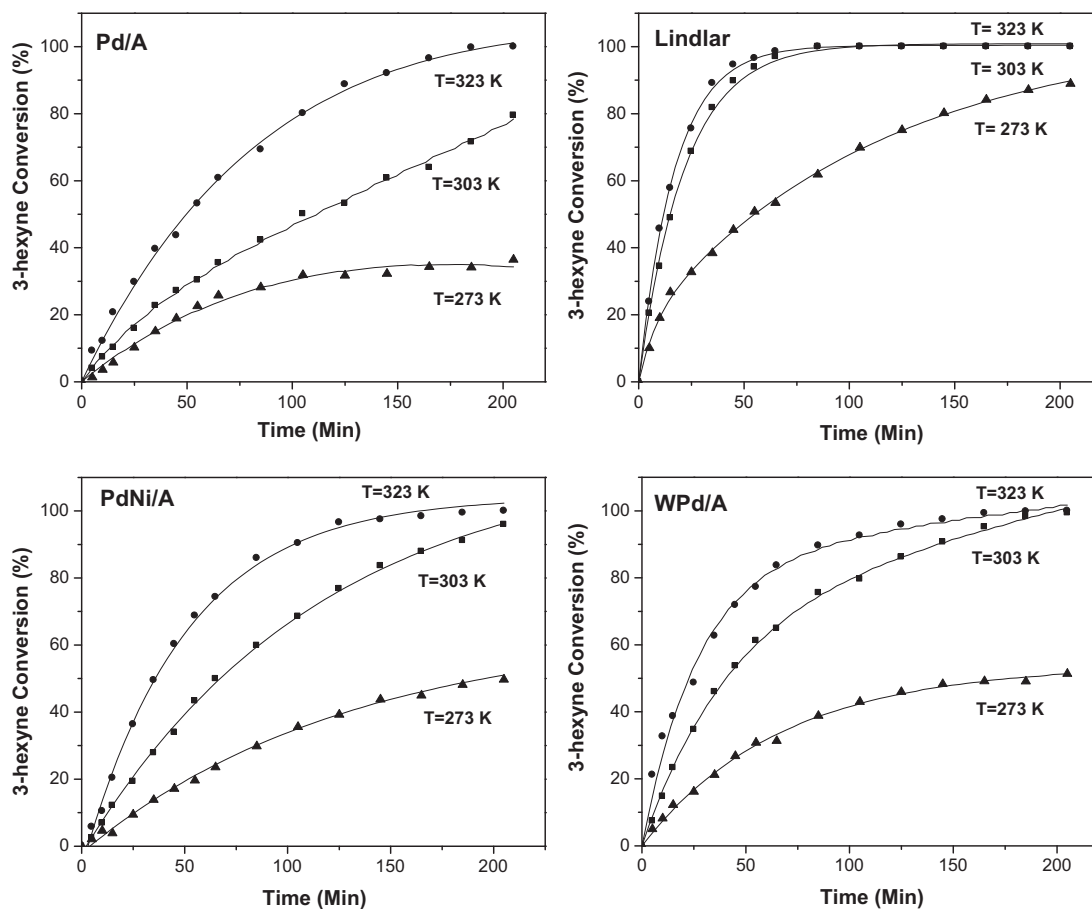 Pd/A
T=323 K
T=303 K
T=273 K
3-hexyne Conversion (%)
100
80
60
40
20
0
0
50
100
150
200
Time (Min)
Lindlar
T= 323 K
T= 303 K
T= 273 K
3-hexyne Conversion (%)
100
80
60
40
20
0
0
50
100
150
200
Time (Min)
PdNi/A
T=323 K
T=303 K
T=273 K
3-hexyne Conversion (%)
100
80
60
40
20
0
0
50
100
150
200
Time (Min)
WPd/A
T=323 K
T=303 K
T=273 K
3-hexyne Conversion (%)
100
80
60
40
20
0
0
50
100
150
200
Time (Min)